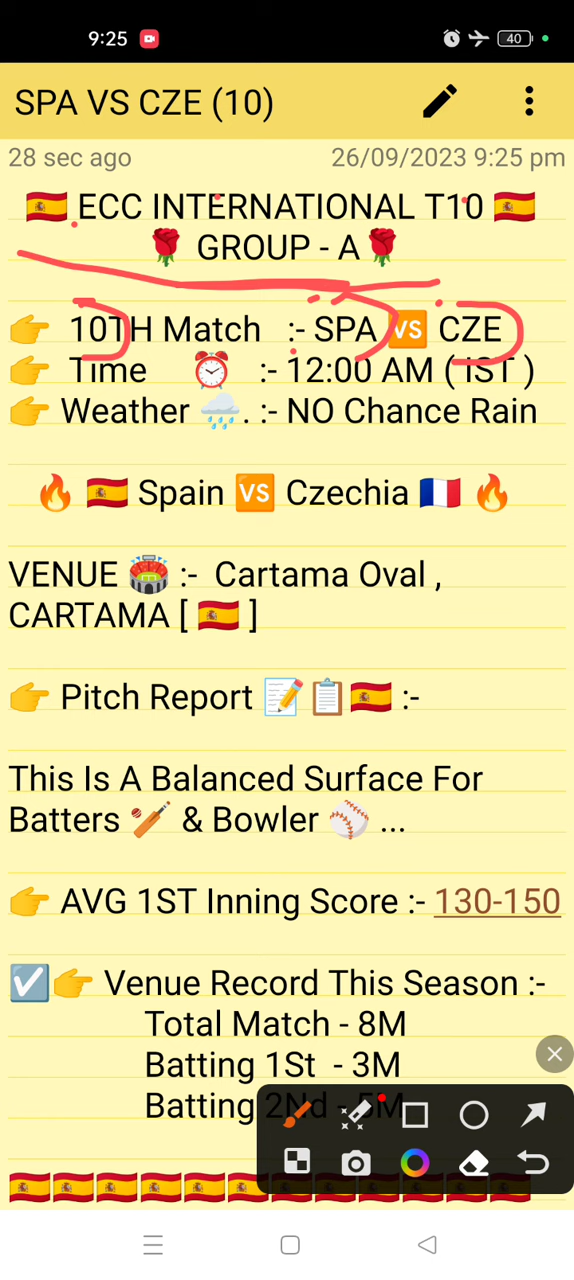 9:25
40
SPA VS CZE (10)
28 sec ago 26/09/2023 9:25 pm
🇪🇸 ECC INTERNATIONAL T10 🇪🇸
🌹 GROUP - A🌹
👉 10TH Match :- SPA 🆚 CZE
👉 Time ⏰ :- 12:00 AM ( IST )
👉 Weather 🌧️. :- NO Chance Rain
🔥 🇪🇸 Spain 🆚 Czechia 🇫🇷 🔥
VENUE 🏟️ :- Cartama Oval ,
CARTAMA [ 🇪🇸 ]
👉 Pitch Report 📝📋🇪🇸 :-
This Is A Balanced Surface For
Batters 🏏 & Bowler ⚾ ...
👉 AVG 1ST Inning Score :- 130-150
☑️👉 Venue Record This Season :-
Total Match - 8M
Batting 1St - 3M
Batting 2Nd - 5M